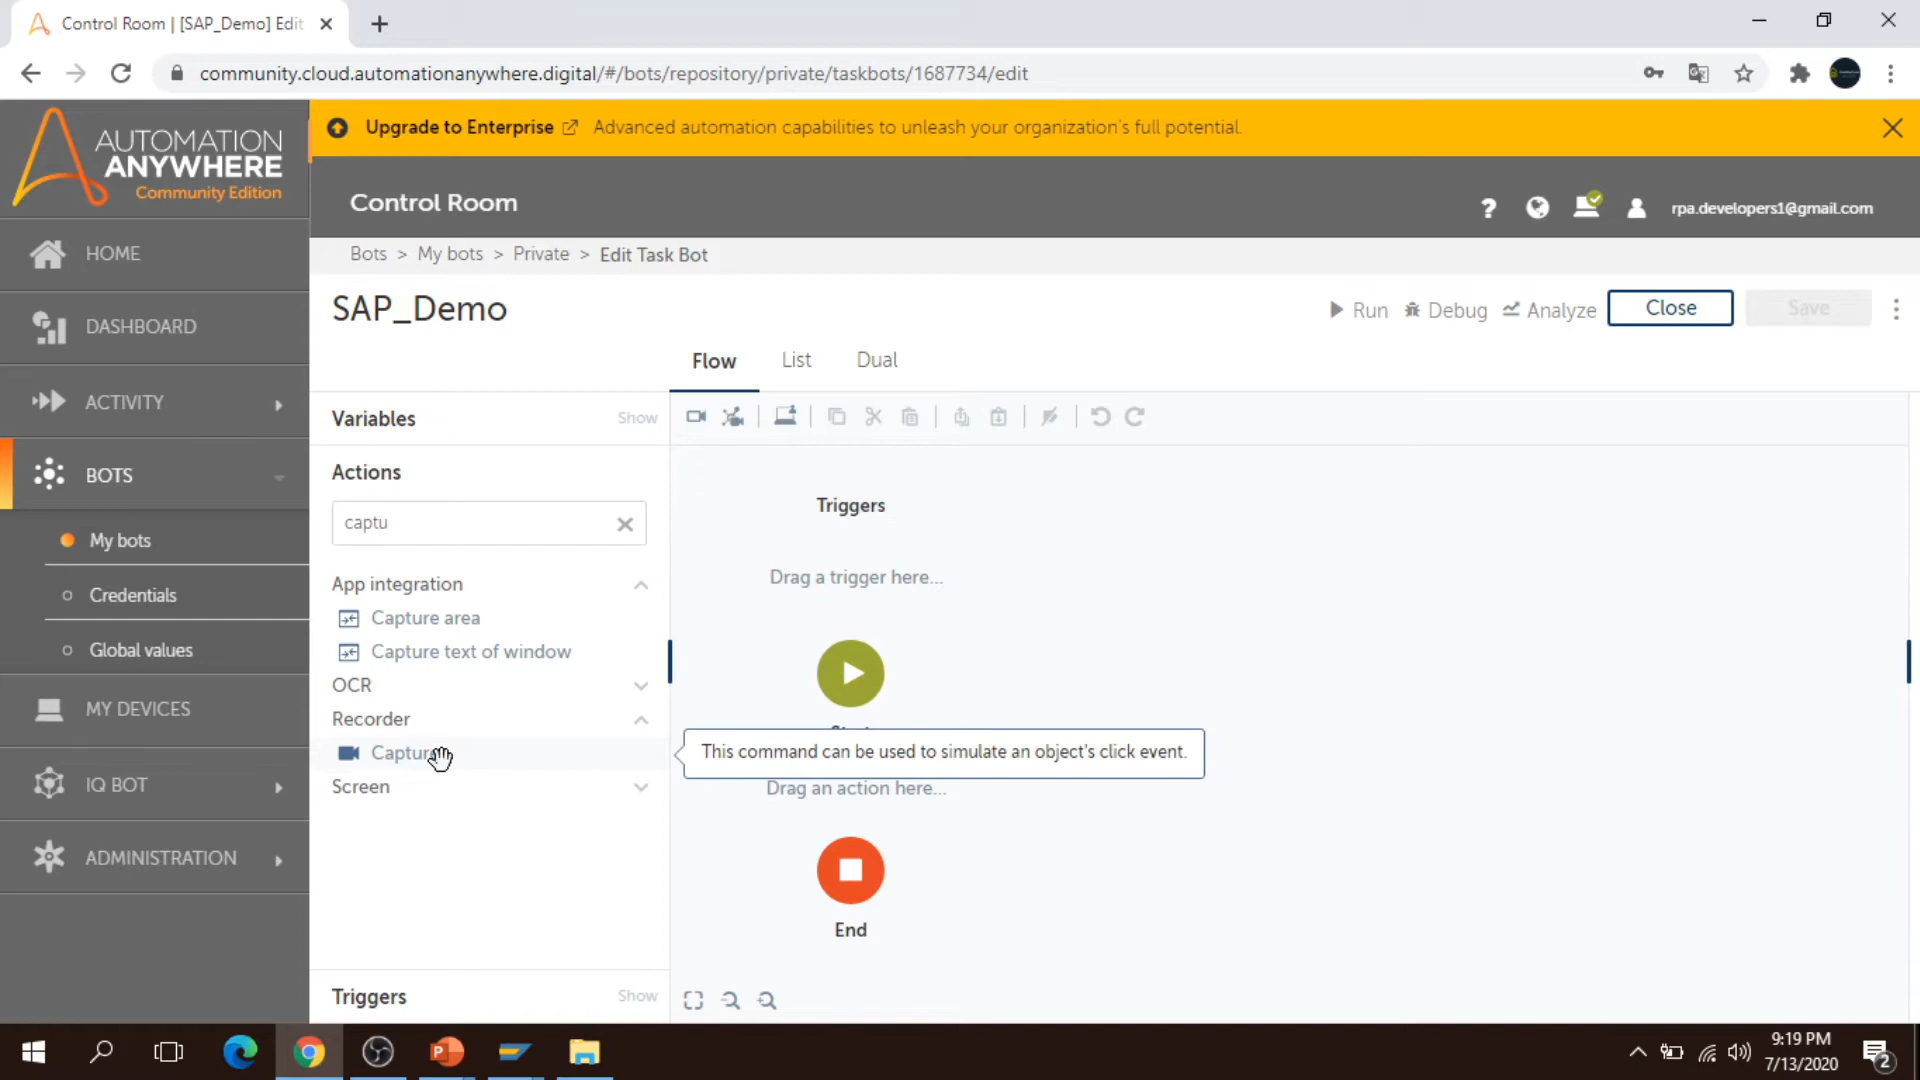 Control Room | [SAP_Demo] Edit
community.cloud.automationanywhere.digital/#/bots/repository/private/taskbots/1687734/edit
AUTOMATION
ANYWHERE
Community Edition
Upgrade to Enterprise Advanced automation capabilities to unleash your organization's full potential.
Control Room
? rpa.developers1@gmail.com
HOME
Bots > My bots > Private > Edit Task Bot
SAP_Demo
Run Debug Analyze Close Save
DASHBOARD
Flow List Dual
ACTIVITY
Variables Show
BOTS
Actions
captu
My bots
Credentials
Global values
App integration
Capture area
Capture text of window
OCR
Recorder
Capture
Screen
Triggers
Drag a trigger here...
This command can be used to simulate an object's click event.
Drag an action here...
End
MY DEVICES
IQ BOT
ADMINISTRATION
Triggers Show
P
9:19 PM
7/13/2020
2